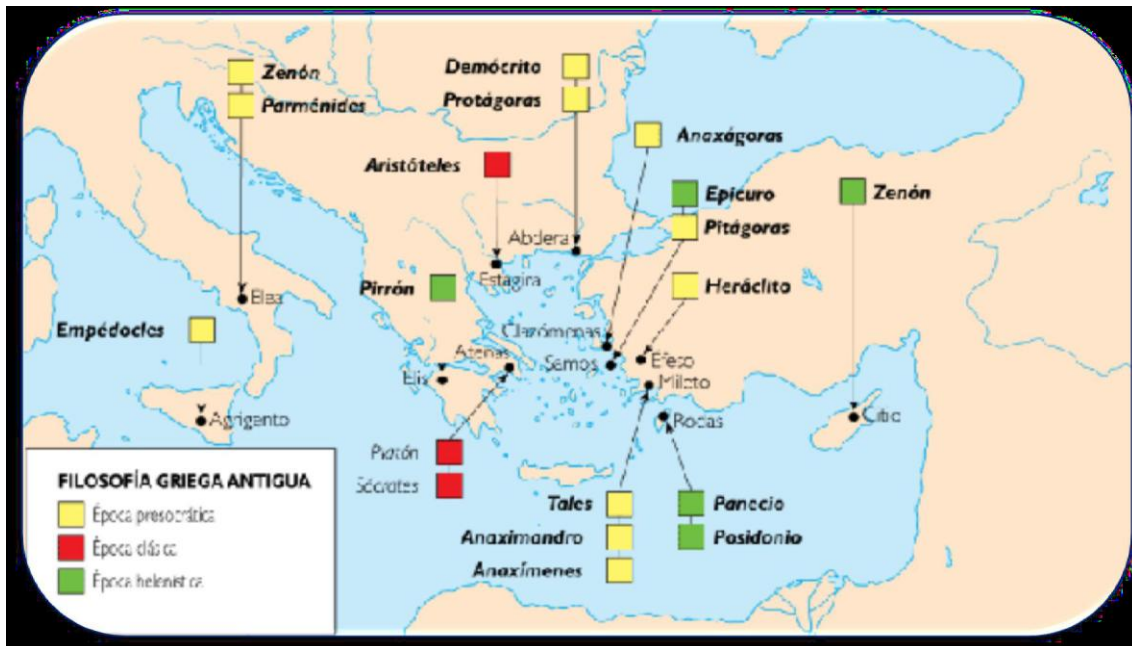 Zenón
Parménides
Demócrito
Protágoras
Anaxágoras
Aristóteles
Epicuro
Pitágoras
Zenón
Abdera
Estagira
Pirrón
Heráclito
Elea
Empédocles
Clazómenas
Atenas
Samos
Efeso
Elis
Mileto
Agrigento
Rodas
Citio
Platón
Sócrates
FILOSOFÍA GRIEGA ANTIGUA
Época presocrática
Época clásica
Época helenística
Tales
Anaximandro
Anaxímenes
Panecio
Posidonio